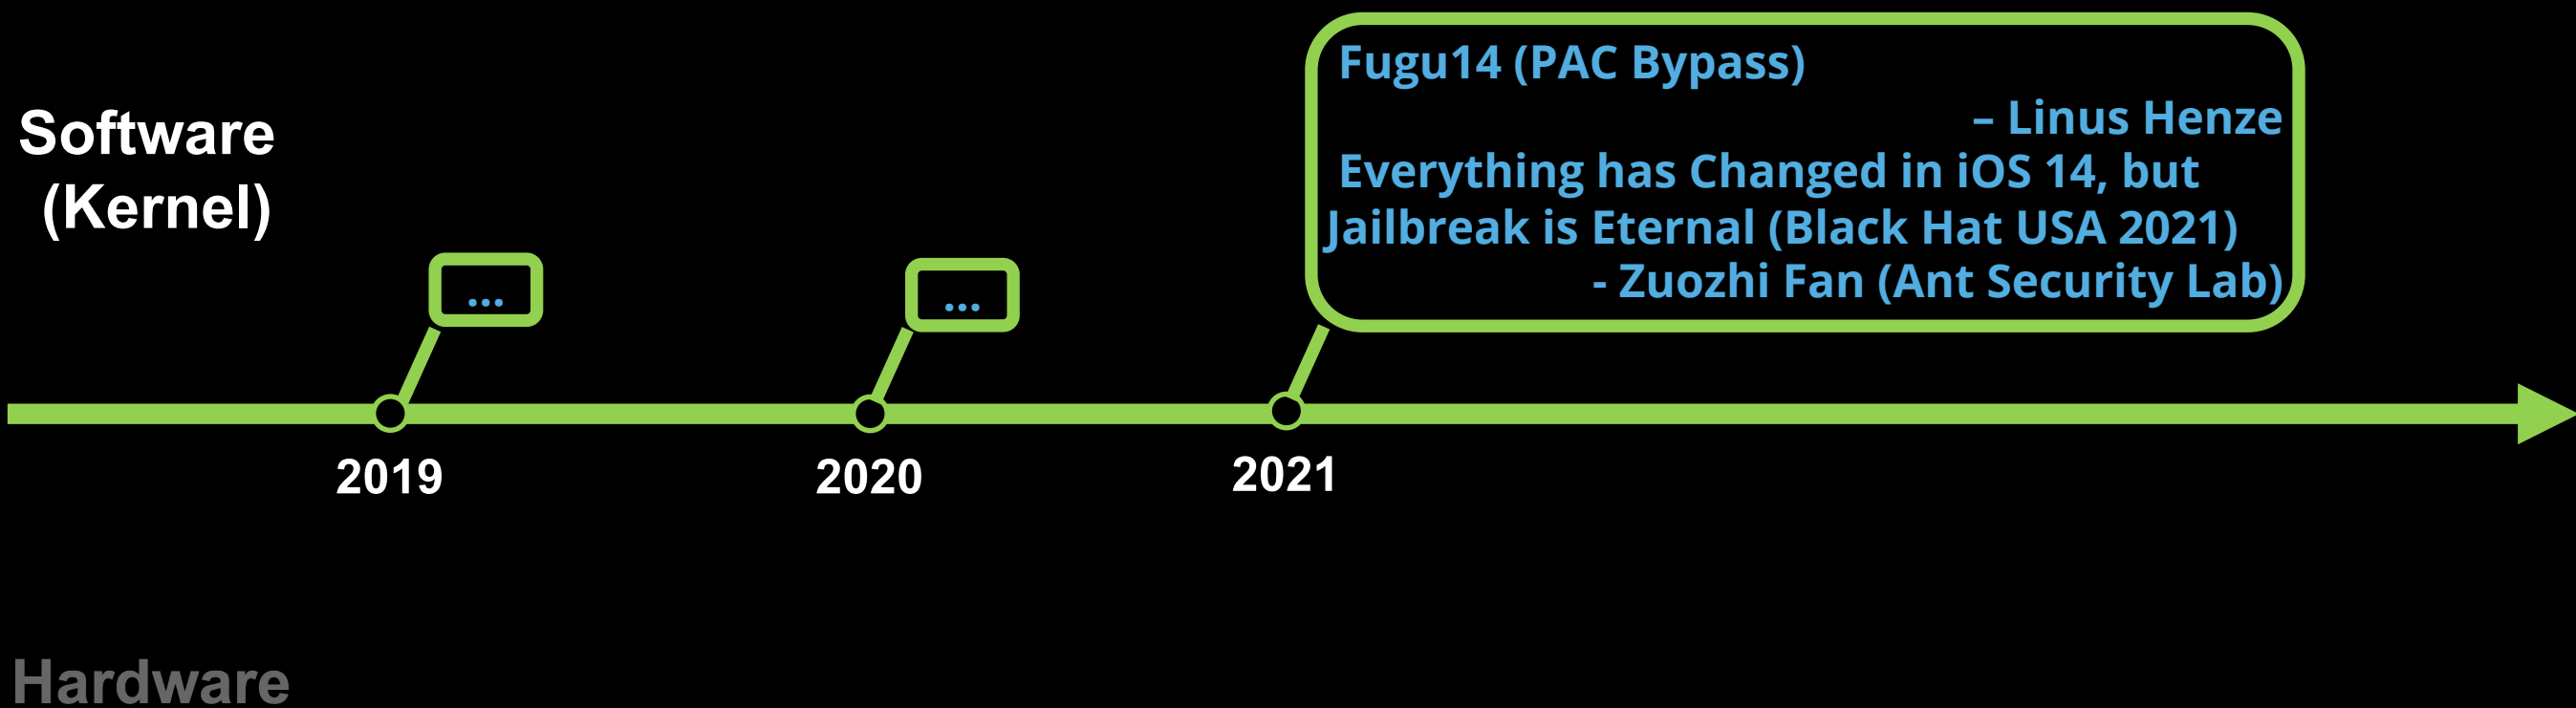 Software
(Kernel)
...
...
Fugu14 (PAC Bypass)
– Linus Henze
Everything has Changed in iOS 14, but
Jailbreak is Eternal (Black Hat USA 2021)
- Zuozhi Fan (Ant Security Lab)
2019
2020
2021
Hardware